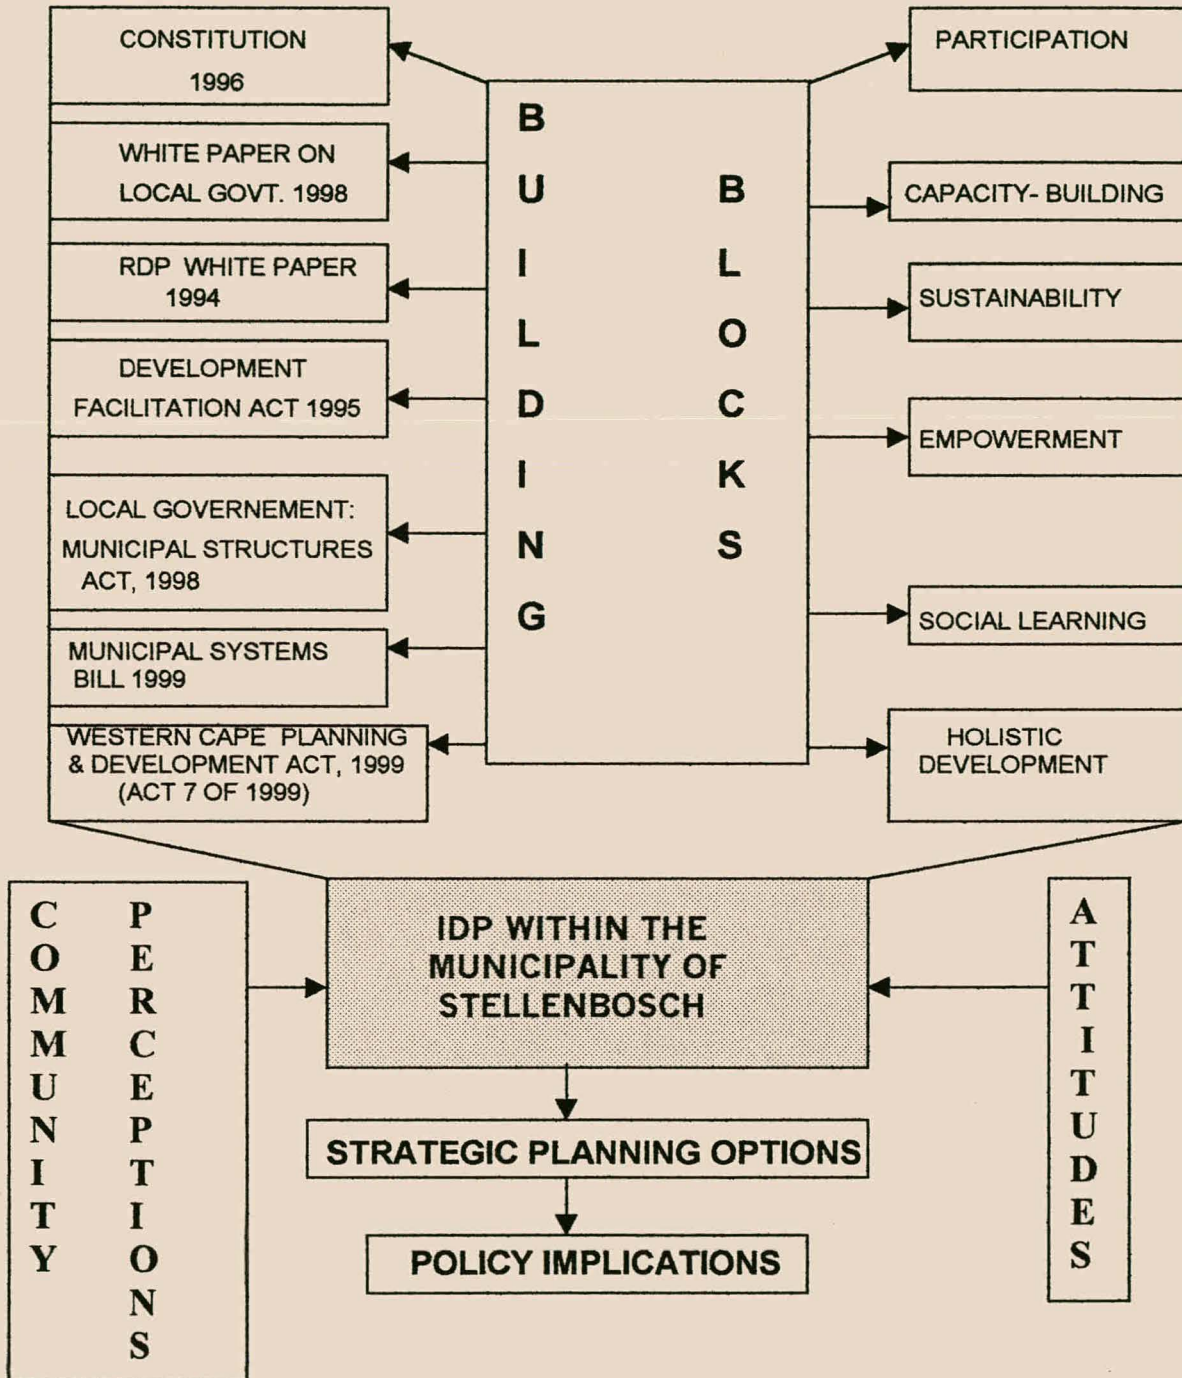 CONSTITUTION
1996
WHITE PAPER ON
LOCAL GOVT. 1998
RDP WHITE PAPER
1994
DEVELOPMENT
FACILITATION ACT 1995
LOCAL GOVERNEMENT:
MUNICIPAL STRUCTURES
ACT, 1998
MUNICIPAL SYSTEMS
BILL 1999
WESTERN CAPE PLANNING
& DEVELOPMENT ACT, 1999
(ACT 7 OF 1999)
BUILDING
BLOCKS
PARTICIPATION
CAPACITY- BUILDING
SUSTAINABILITY
EMPOWERMENT
SOCIAL LEARNING
HOLISTIC
DEVELOPMENT
COMMUNITY
PERCEPTIONS
IDP WITHIN THE
MUNICIPALITY OF
STELLENBOSCH
ATTITUDES
STRATEGIC PLANNING OPTIONS
POLICY IMPLICATIONS